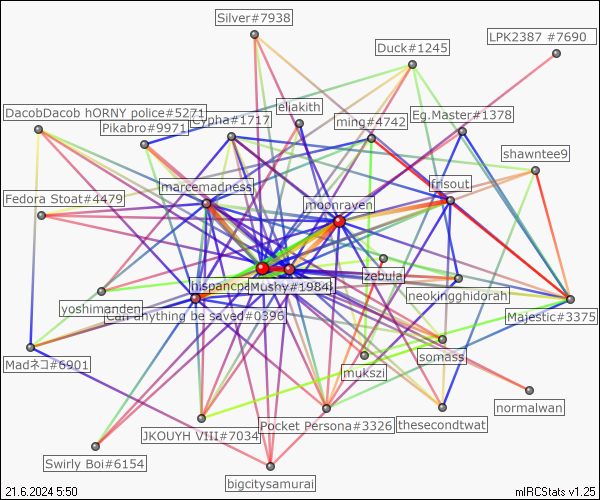 Silver#7938
LPK2387 #7690
Duck#1245
DacobDacob hORNY police#5271
eliakith
Eg.Master#1378
Cypha#1717
ming#4742
Pikabro#9971
shawntee9
marcemadness
frisout
Fedora Stoat#4479
moonraven
zebula
Mushy#1984
neokingghidorah
yoshimanden
Can anything be saved#0396
Majestic#3375
somass
Madネコ#6901
mukszi
normalwan
Pocket Persona#3326
thesecondtwat
JKOUYH VIII#7034
Swirly Boi#6154
bigcitysamurai
21.6.2024 5:50
mIRCStats v1.25